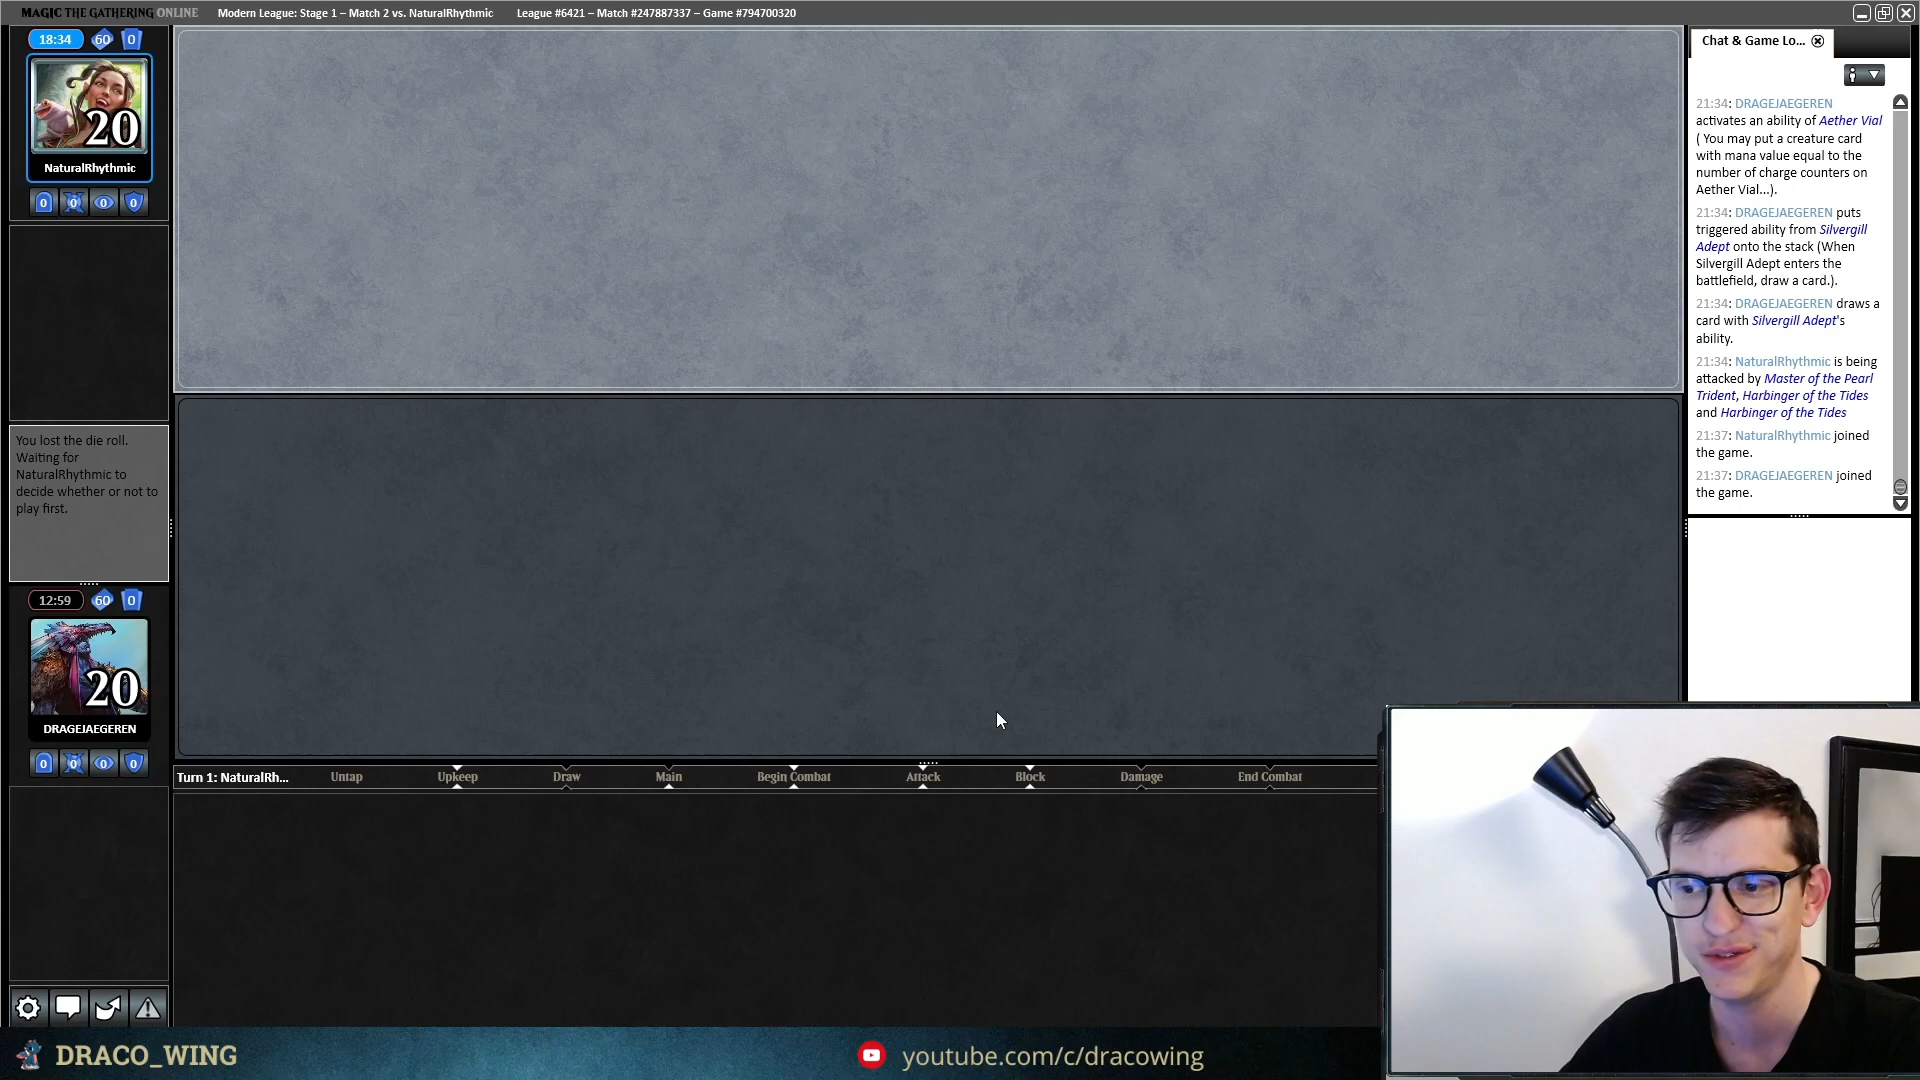 MAGIC THE GATHERING ONLINE
Modern League: Stage 1 – Match 2 vs. NaturalRhythmic
League #6421 – Match #247887337 – Game #794700320
18:34
60
0
20
NaturalRhythmic
0
0
0
0
You lost the die roll.
Waiting for
NaturalRhythmic to
decide whether or not to
play first.
12:59
60
0
20
DRAGEJAEGEREN
0
0
0
0
Turn 1: NaturalRh...
Untap
Upkeep
Draw
Main
Begin Combat
Attack
Block
Damage
End Combat
Chat & Game Lo...
21:34: DRAGEJAEGEREN
activates an ability of Aether Vial
( You may put a creature card
with mana value equal to the
number of charge counters on
Aether Vial...).
21:34: DRAGEJAEGEREN puts
triggered ability from Silvergill
Adept onto the stack (When
Silvergill Adept enters the
battlefield, draw a card.).
21:34: DRAGEJAEGEREN draws a
card with Silvergill Adept's
ability.
21:34: NaturalRhythmic is being
attacked by Master of the Pearl
Trident, Harbinger of the Tides
and Harbinger of the Tides
21:37: NaturalRhythmic joined
the game.
21:37: DRAGEJAEGEREN joined
the game.
DRACO_WING
youtube.com/c/dracowing